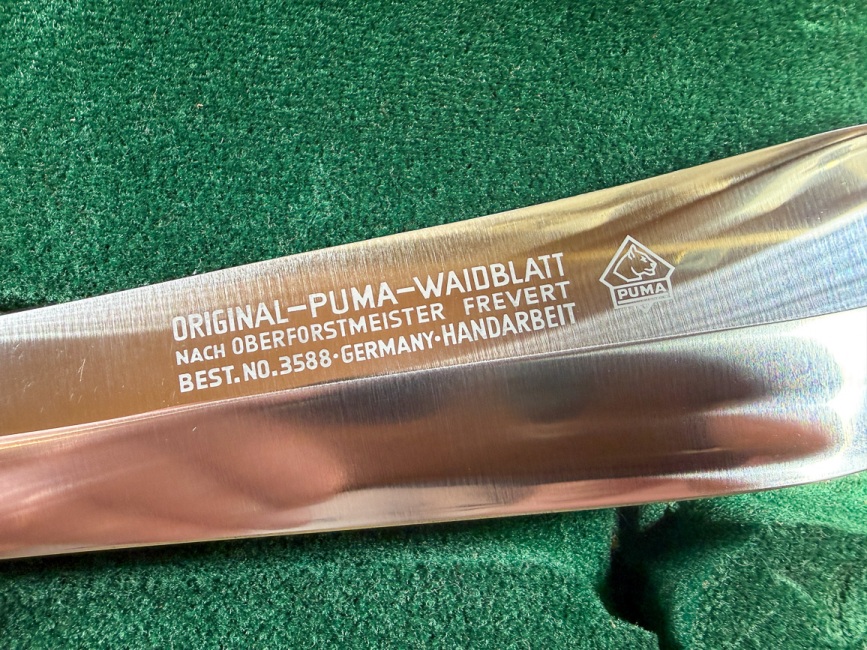 ORIGINAL-PUMA-WAIDBLATT
NACH OBERFORSTMEISTER FREVERT
BEST.NO.3588·GERMANY·HANDARBEIT
PUMA